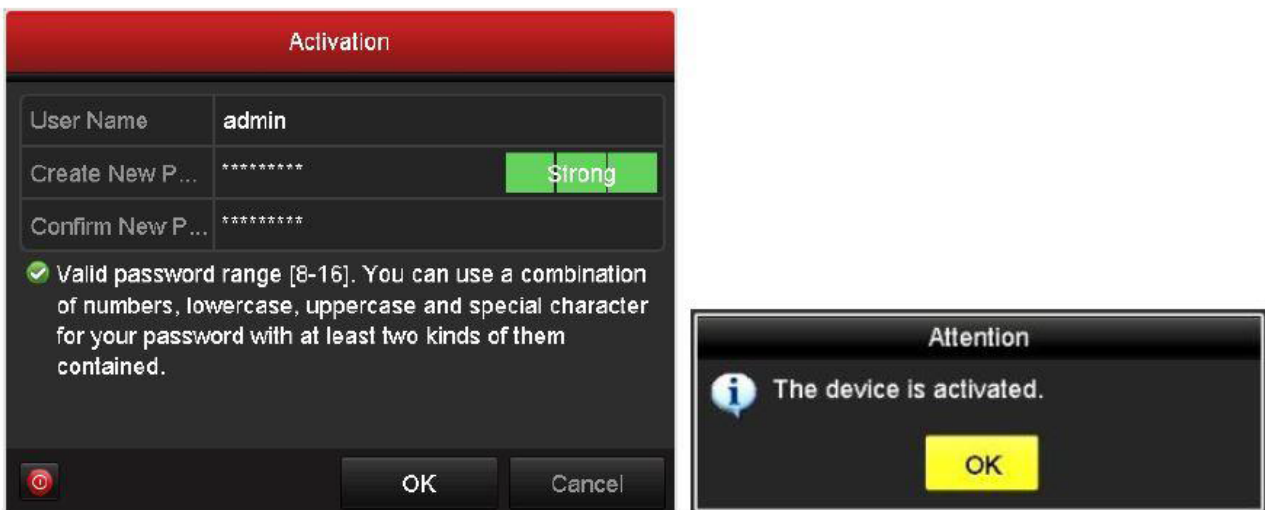 Activation
User Name admin
Create New P... ********* Strong
Confirm New P... *********
Valid password range [8-16]. You can use a combination
of numbers, lowercase, uppercase and special character
for your password with at least two kinds of them
contained.
OK Cancel
Attention
The device is activated.
OK